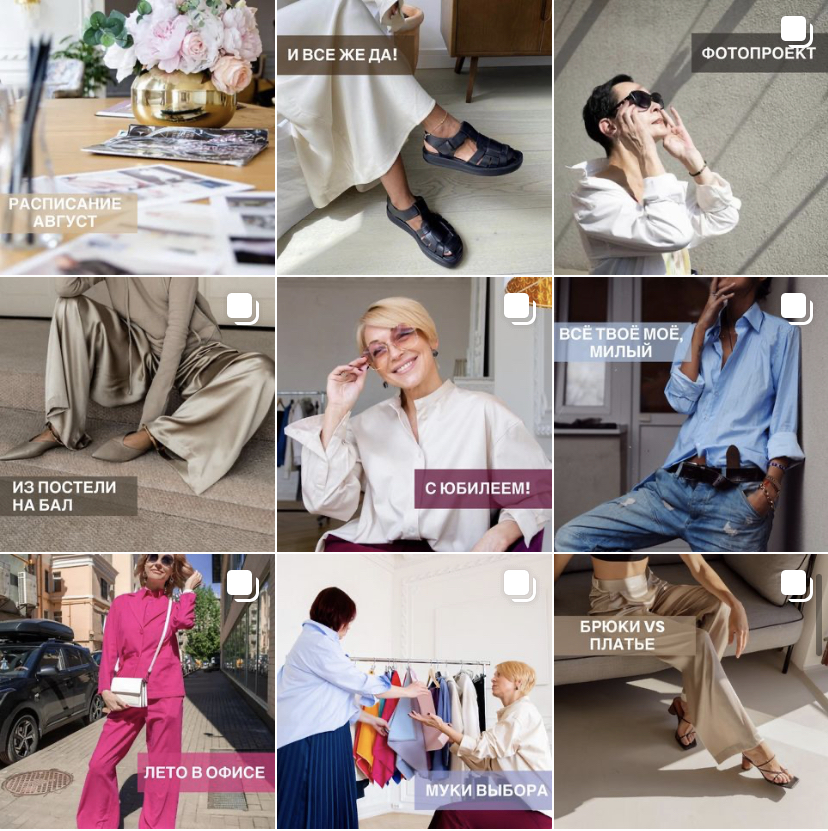 РАСПИСАНИЕ
АВГУСТ
И ВСЕ ЖЕ ДА!
ФОТОПРОЕКТ
ИЗ ПОСТЕЛИ
НА БАЛ
С ЮБИЛЕЕМ!
ВСЁ ТВОЁ МОЁ,
МИЛЫЙ
ЛЕТО В ОФИСЕ
МУКИ ВЫБОРА
БРЮКИ VS
ПЛАТЬЕ